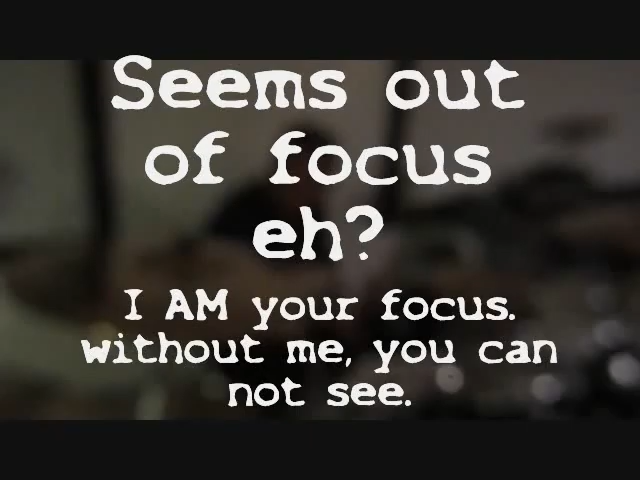 Seems out
of focus
eh?
I AM your focus.
without me, you can
not see.